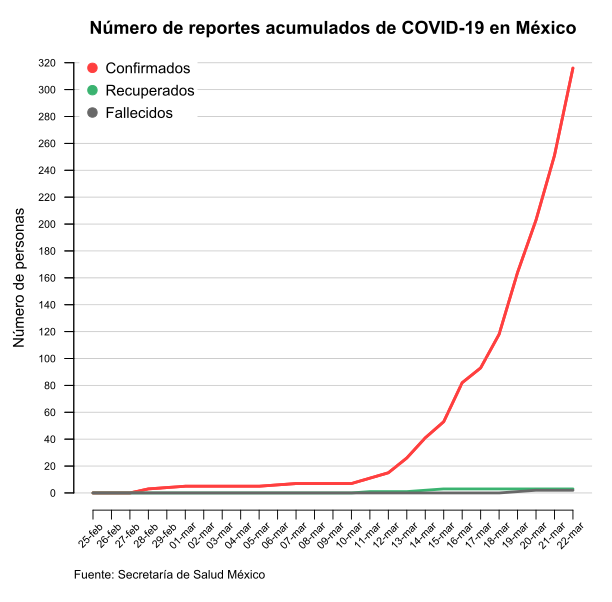 Número de reportes acumulados de COVID-19 en México
Confirmados
Recuperados
Fallecidos
Número de personas
320
300
280
260
240
220
200
180
160
140
120
100
80
60
40
20
0
25-feb
26-feb
27-feb
28-feb
29-feb
01-mar
02-mar
03-mar
04-mar
05-mar
06-mar
07-mar
08-mar
09-mar
10-mar
11-mar
12-mar
13-mar
14-mar
15-mar
16-mar
17-mar
18-mar
19-mar
20-mar
21-mar
22-mar
Fuente: Secretaría de Salud México